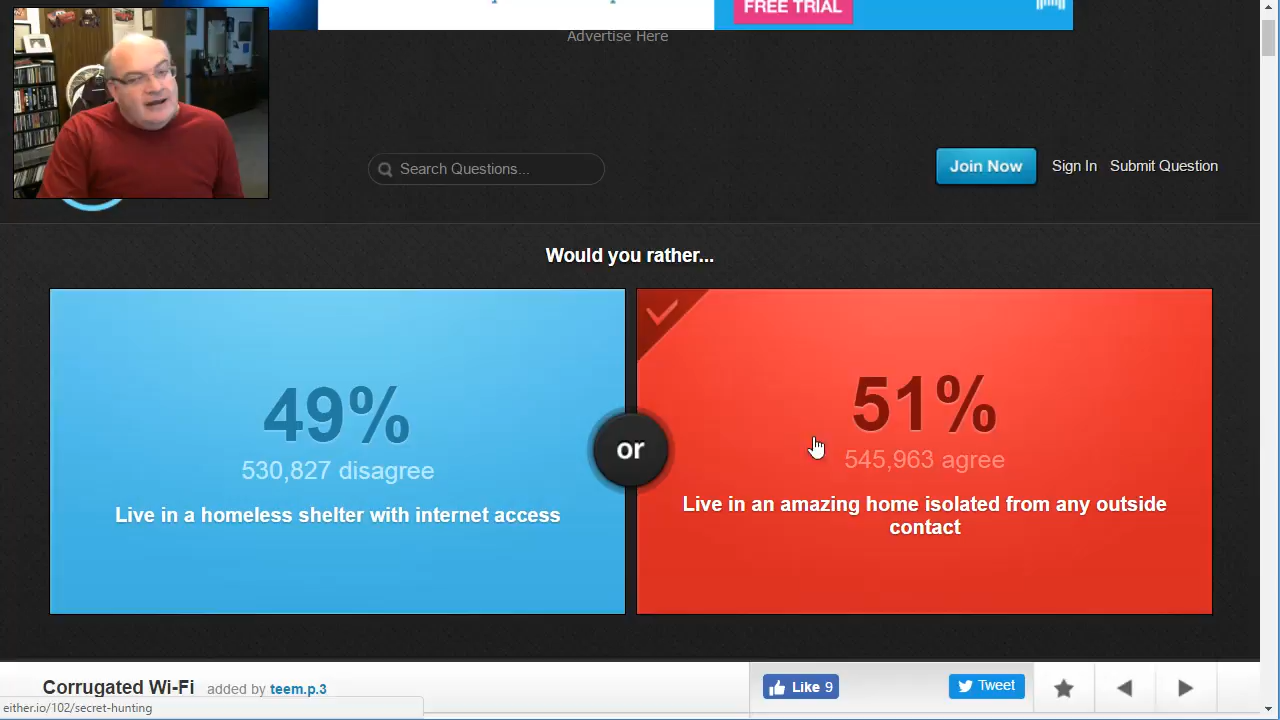 FREE TRIAL
Advertise Here
Search Questions...
Join Now
Sign In
Submit Question
Would you rather...
49%
530,827 disagree
Live in a homeless shelter with internet access
or
51%
545,963 agree
Live in an amazing home isolated from any outside
contact
Corrugated Wi-Fi added by teem.p.3
Like 9
Tweet
either.io/102/secret-hunting